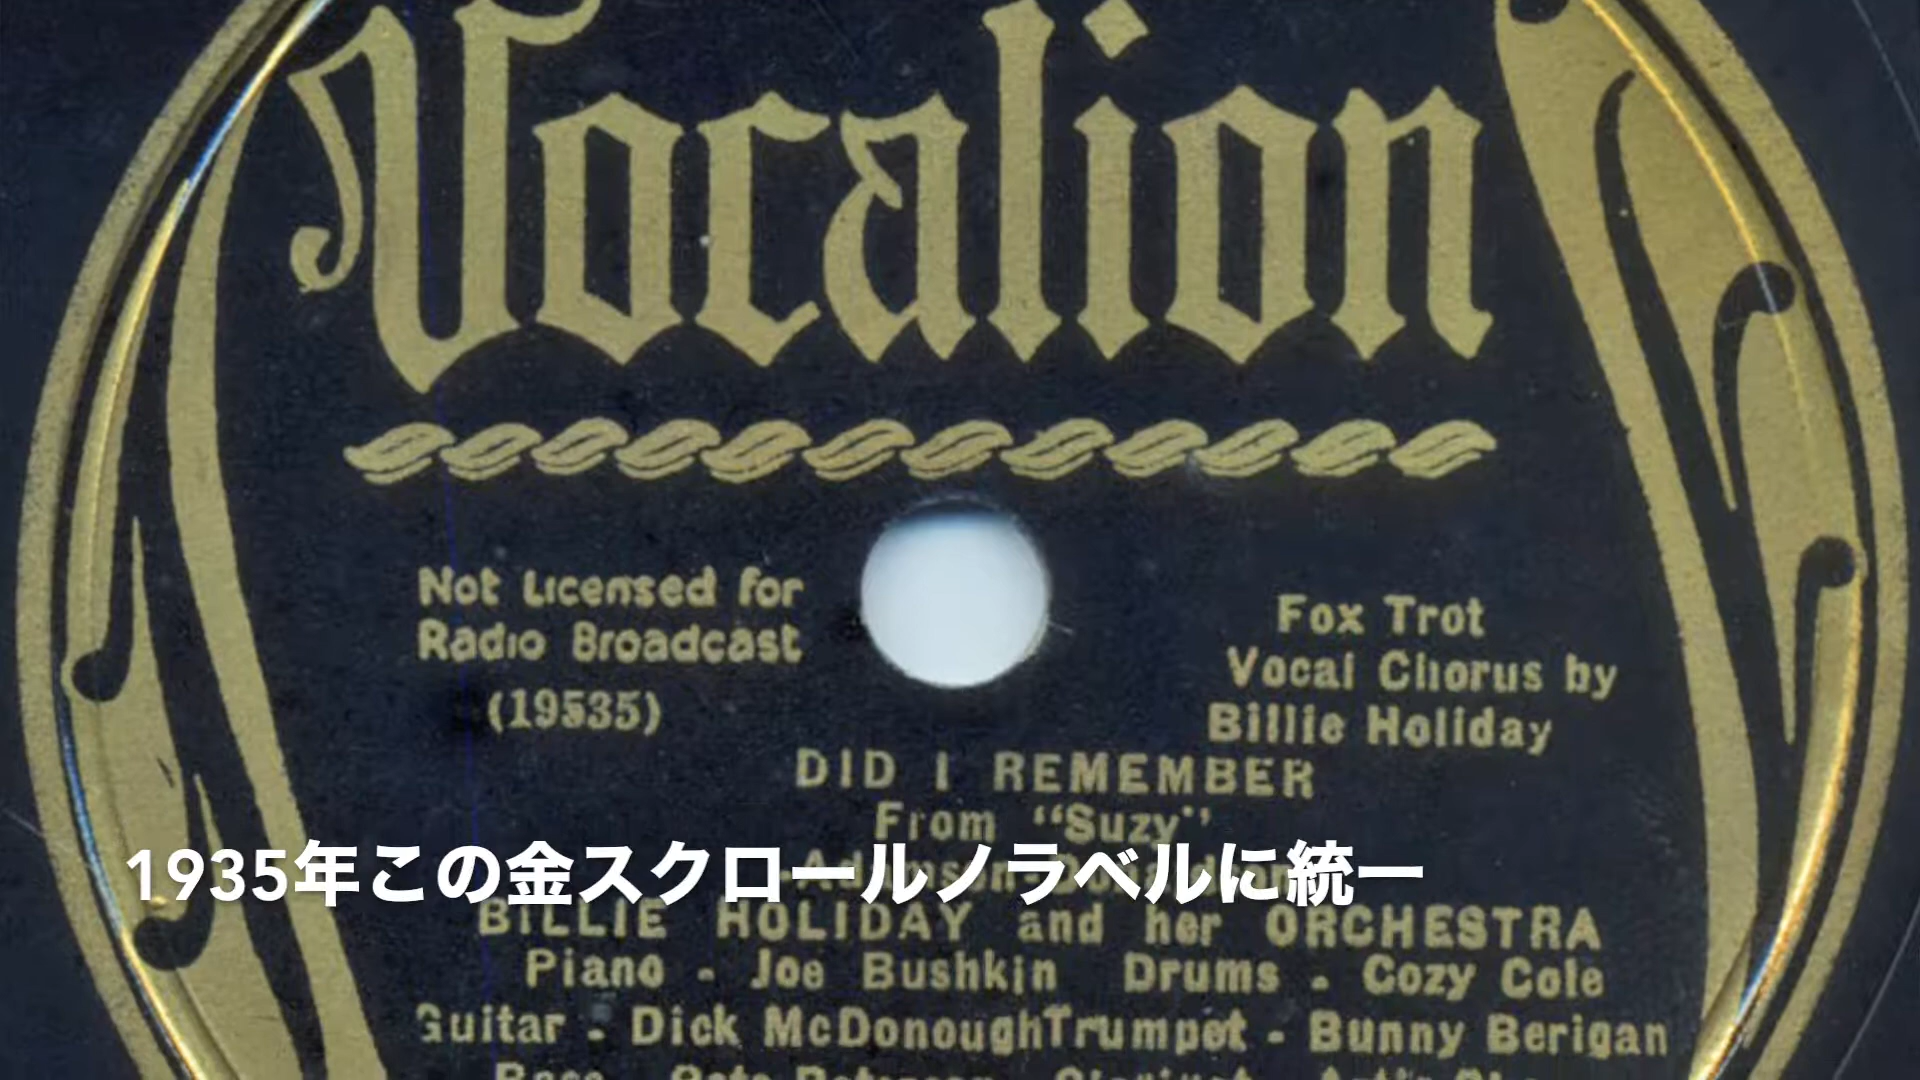 Vocalion
Not Licensed for
Radio Broadcast
(19535)
Fox Trot
Vocal Chorus by
Billie Holiday
DID I REMEMBER
From "Suzy"
1935年この金スクロールノラベルに統一
BILLIE HOLIDAY and her ORCHESTRA
Piano - Joe Bushkin Drums - Cozy Cole
Guitar - Dick McDonough Trumpet - Bunny Berigan